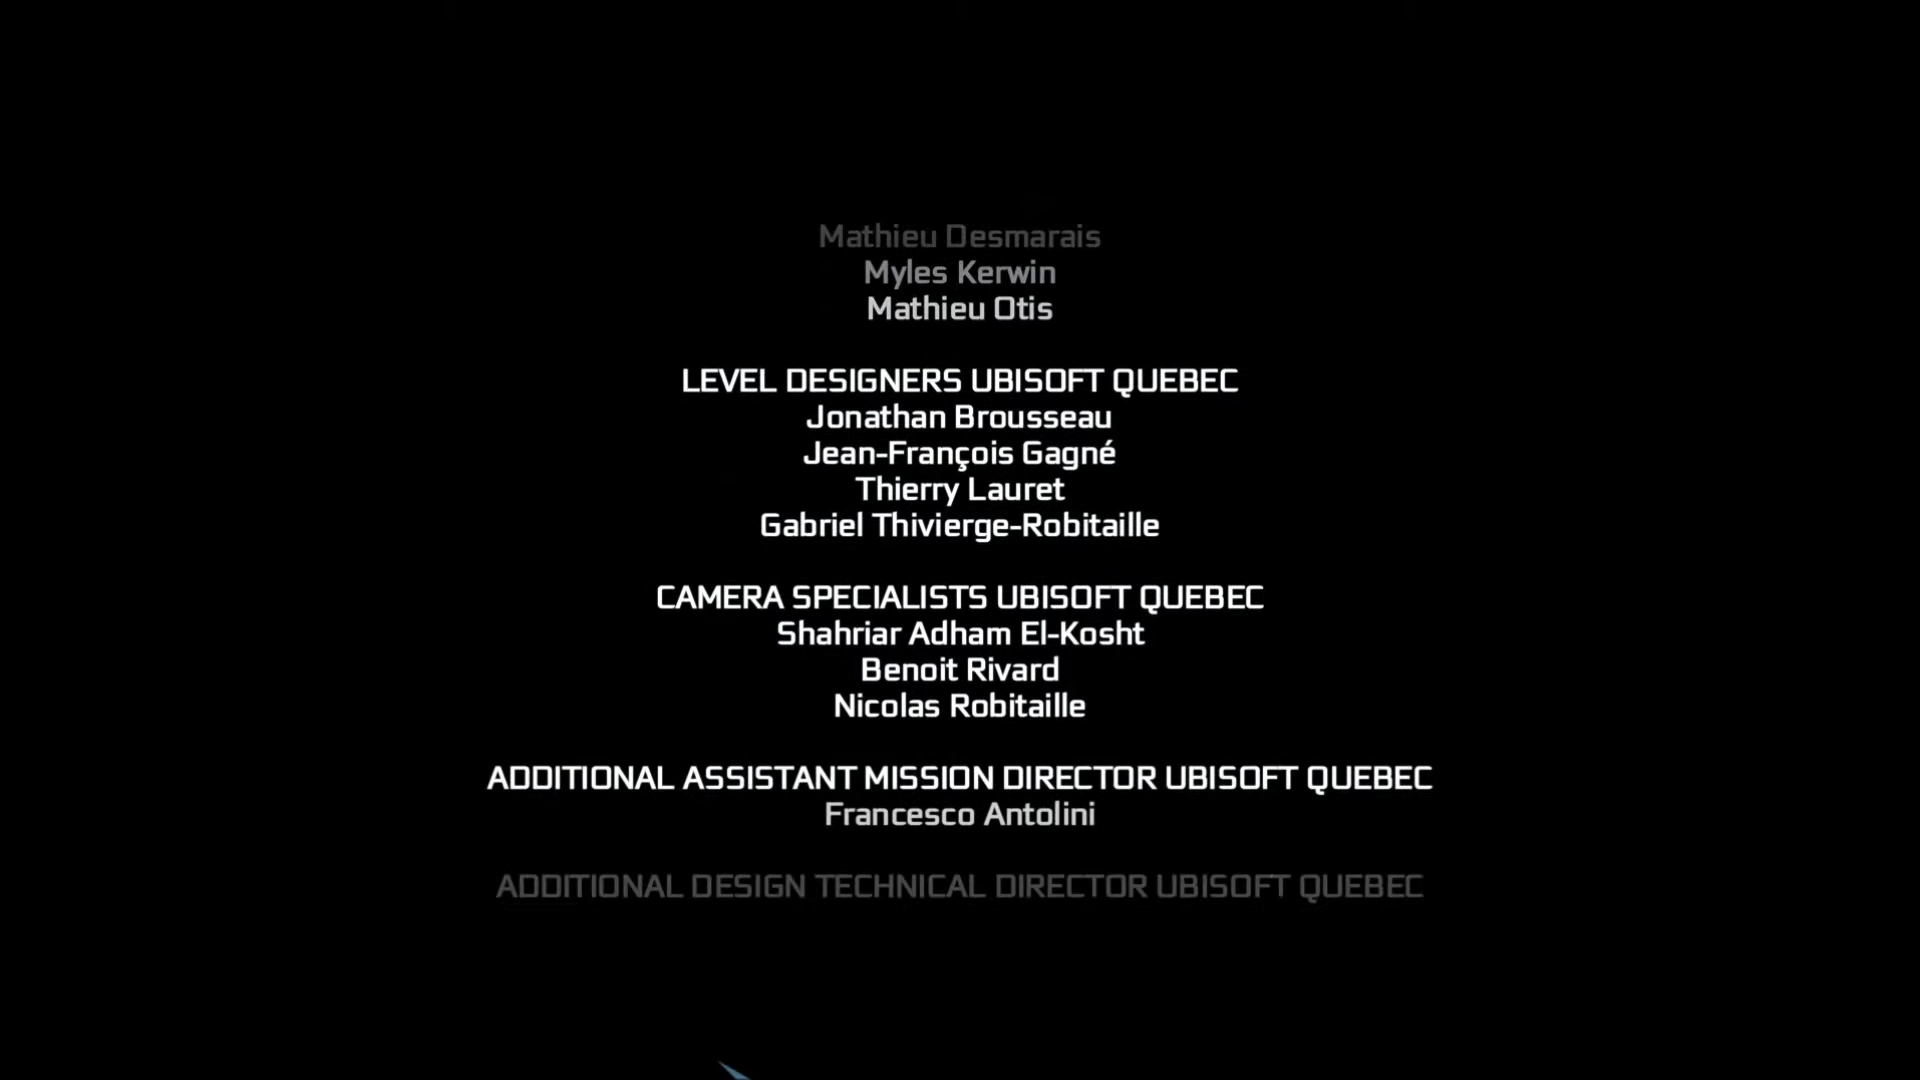 Mathieu Desmarais
Myles Kerwin
Mathieu Otis
LEVEL DESIGNERS UBISOFT QUEBEC
Jonathan Brousseau
Jean-François Gagné
Thierry Lauret
Gabriel Thivierge-Robitaille
CAMERA SPECIALISTS UBISOFT QUEBEC
Shahriar Adham El-Kosht
Benoit Rivard
Nicolas Robitaille
ADDITIONAL ASSISTANT MISSION DIRECTOR UBISOFT QUEBEC
Francesco Antolini
ADDITIONAL DESIGN TECHNICAL DIRECTOR UBISOFT QUEBEC